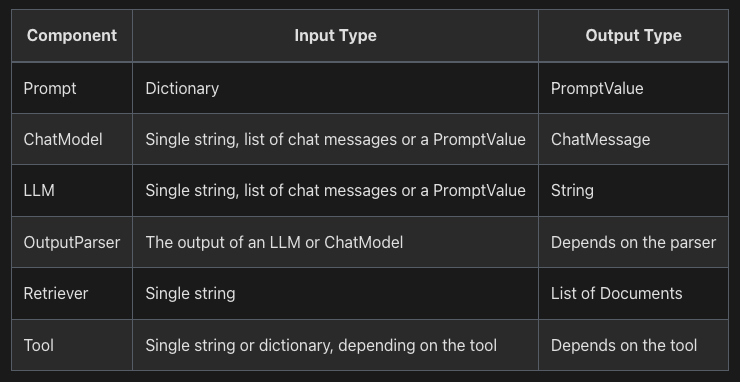 Component Input Type Output Type
Prompt Dictionary PromptValue
ChatModel Single string, list of chat messages or a PromptValue ChatMessage
LLM Single string, list of chat messages or a PromptValue String
OutputParser The output of an LLM or ChatModel Depends on the parser
Retriever Single string List of Documents
Tool Single string or dictionary, depending on the tool Depends on the tool